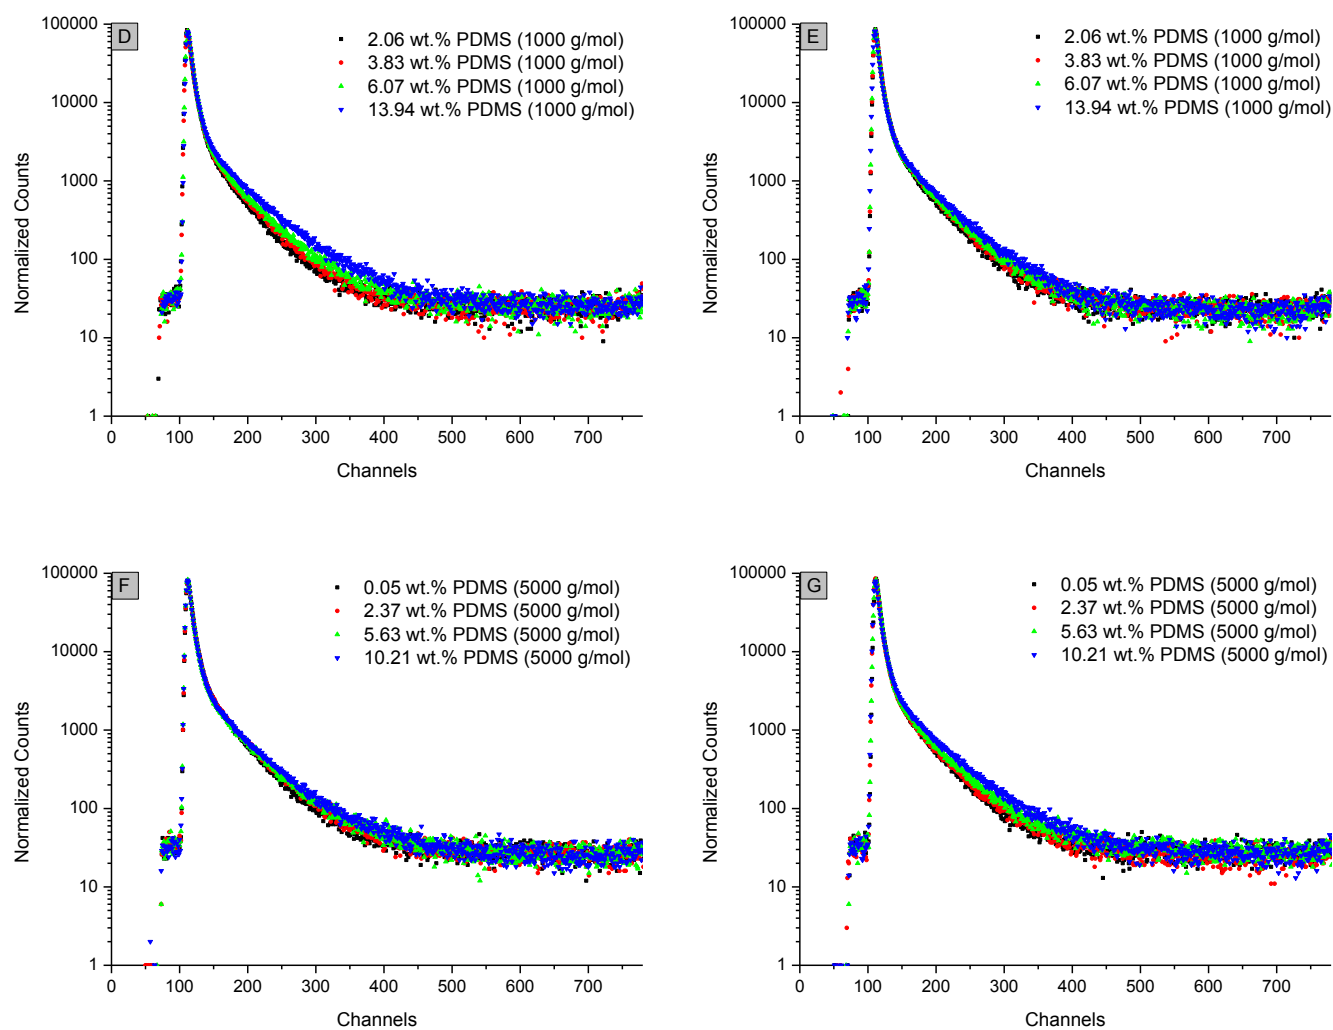 D
2.06 wt.% PDMS (1000 g/mol)
3.83 wt.% PDMS (1000 g/mol)
6.07 wt.% PDMS (1000 g/mol)
13.94 wt.% PDMS (1000 g/mol)
100000
10000
1000
100
10
1
Normalized Counts
0 100 200 300 400 500 600 700
Channels
E
2.06 wt.% PDMS (1000 g/mol)
3.83 wt.% PDMS (1000 g/mol)
6.07 wt.% PDMS (1000 g/mol)
13.94 wt.% PDMS (1000 g/mol)
100000
10000
1000
100
10
1
Normalized Counts
0 100 200 300 400 500 600 700
Channels
F
0.05 wt.% PDMS (5000 g/mol)
2.37 wt.% PDMS (5000 g/mol)
5.63 wt.% PDMS (5000 g/mol)
10.21 wt.% PDMS (5000 g/mol)
100000
10000
1000
100
10
1
Normalized Counts
0 100 200 300 400 500 600 700
Channels
G
0.05 wt.% PDMS (5000 g/mol)
2.37 wt.% PDMS (5000 g/mol)
5.63 wt.% PDMS (5000 g/mol)
10.21 wt.% PDMS (5000 g/mol)
100000
10000
1000
100
10
1
Normalized Counts
0 100 200 300 400 500 600 700
Channels